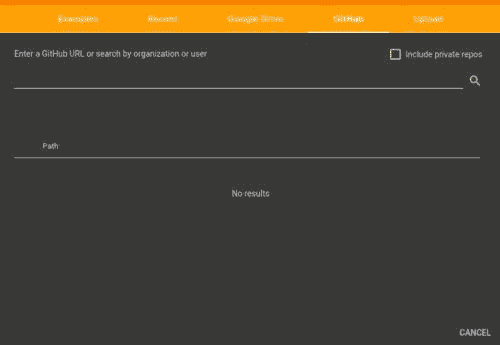 Examples Recent Google Drive GitHub Upload
Enter a GitHub URL or search by organization or user
Include private repos
Path
No results
CANCEL